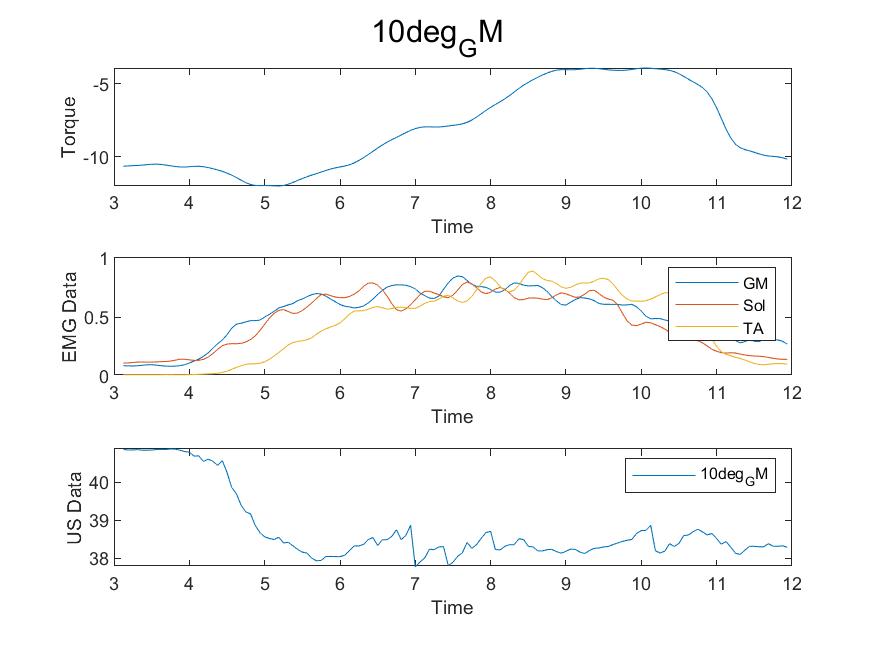 10deg_GM
-5
-10
Torque
3 4 5 6 7 8 9 10 11 12
Time
1
0.5
0
EMG Data
GM
Sol
TA
3 4 5 6 7 8 9 10 11 12
Time
40
39
38
US Data
10deg_GM
3 4 5 6 7 8 9 10 11 12
Time